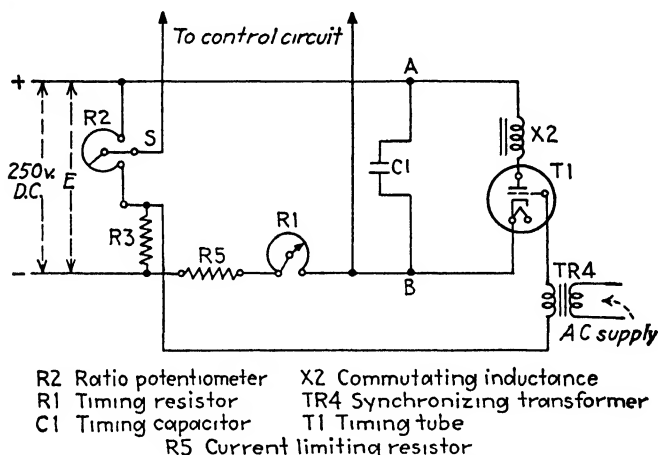 To control circuit
+
A
R2
S
X2
250v.
D.C.
E
C1
T1
R3
R1
R5
-
B
TR4
AC supply
R2 Ratio potentiometer X2 Commutating inductance
R1 Timing resistor TR4 Synchronizing transformer
C1 Timing capacitor T1 Timing tube
R5 Current limiting resistor